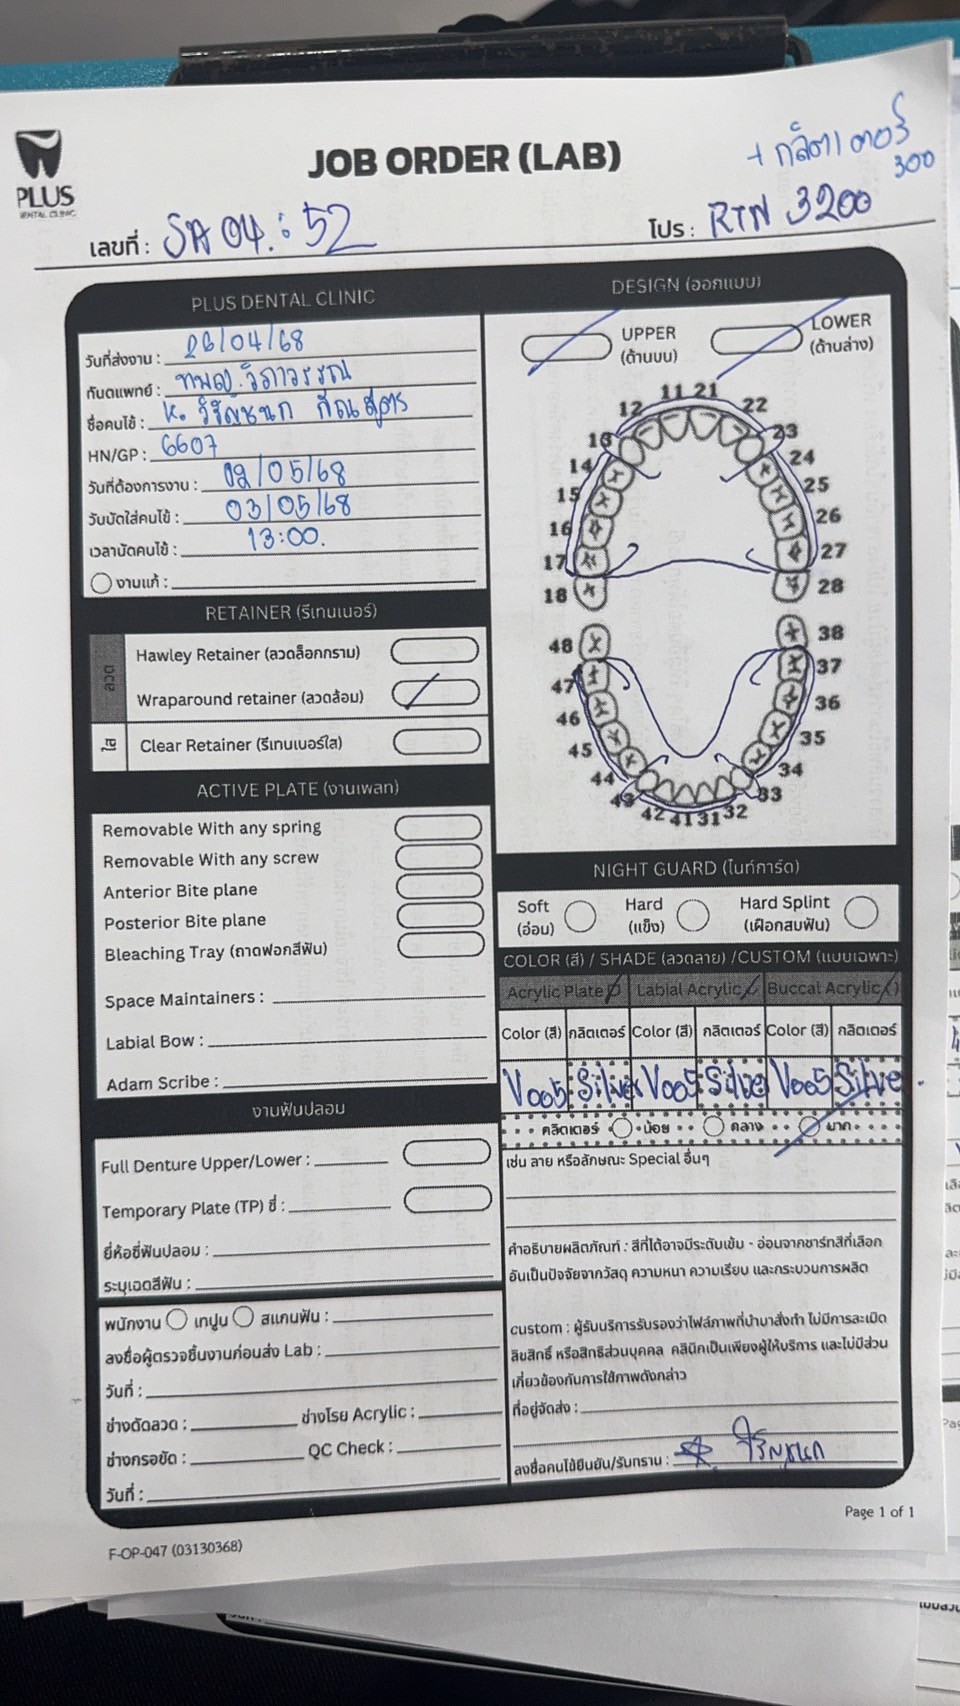 PLUS
DENTAL CLINIC
JOB ORDER (LAB)
+ กลิตเตอร์
300
เลขที่ : SA 04 : 52
โปร : RTN 3200
PLUS DENTAL CLINIC
วันที่ส่งงาน : 26/04/68
ทันตแพทย์ : ทพญ. วิภาวรรณ
ชื่อคนไข้ : K.
HN/GP : 6607
วันที่ต้องการงาน : 02/05/68
วันนัดใส่คนไข้ : 03/05/68
เวลานัดคนไข้ : 13:00.
งานแก้ :
RETAINER (รีเทนเนอร์)
ลวด
Hawley Retainer (ลวดล็อกกราม)
Wraparound retainer (ลวดล้อม)
ใส
Clear Retainer (รีเทนเนอร์ใส)
ACTIVE PLATE (งานเพลท)
Removable With any spring
Removable With any screw
Anterior Bite plane
Posterior Bite plane
Bleaching Tray (ถาดฟอกสีฟัน)
Space Maintainers :
Labial Bow :
Adam Scribe :
งานฟันปลอม
Full Denture Upper/Lower :
Temporary Plate (TP) ซี่ :
ยี่ห้อซี่ฟันปลอม :
ระบุเฉดสีฟัน :
พนักงาน เทปูน สแกนฟัน :
ลงชื่อผู้ตรวจชิ้นงานก่อนส่ง Lab :
วันที่ :
ช่างดัดลวด : ช่างโรย Acrylic :
ช่างกรอขัด : QC Check :
วันที่ :
DESIGN (ออกแบบ)
UPPER
(ด้านบน)
LOWER
(ด้านล่าง)
11 21
12 22
13 23
14 24
15 25
16 26
17 27
18 28
48 38
47 37
46 36
45 35
44 34
43 33
42 41 31 32
NIGHT GUARD (ไนท์การ์ด)
Soft
(อ่อน)
Hard
(แข็ง)
Hard Splint
(เฝือกสบฟัน)
COLOR (สี) / SHADE (ลวดลาย) /CUSTOM (แบบเฉพาะ)
Acrylic Plate Labial Acrylic Buccal Acrylic
Color (สี) กลิตเตอร์ Color (สี) กลิตเตอร์ Color (สี) กลิตเตอร์
V005 Silver V005 Silve V005 Silve
กลิตเตอร์ น้อย กลาง มาก
เช่น ลาย หรือลักษณะ Special อื่นๆ
คำอธิบายผลิตภัณฑ์ : สีที่ได้อาจมีระดับเข้ม - อ่อนจากชาร์ทสีที่เลือก
อันเป็นปัจจัยจากวัสดุ ความหนา ความเรียบ และกระบวนการผลิต
custom : ผู้รับบริการรับรองว่าไฟล์ภาพที่นำมาสั่งทำ ไม่มีการละเมิด
ลิขสิทธิ์ หรือสิทธิส่วนบุคคล คลินิกเป็นเพียงผู้ให้บริการ และไม่มีส่วน
เกี่ยวข้องกับการใช้ภาพดังกล่าว
ที่อยู่จัดส่ง :
ลงชื่อคนไข้ยืนยัน/รับทราบ :
Page 1 of 1
F-OP-047 (03130368)